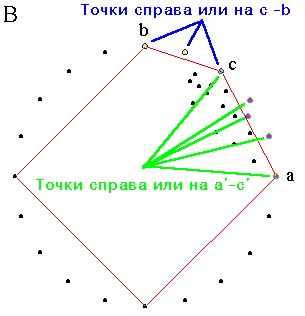 Точки справа или на c -b
B
b
c
Точки справа или на a′-c′
a